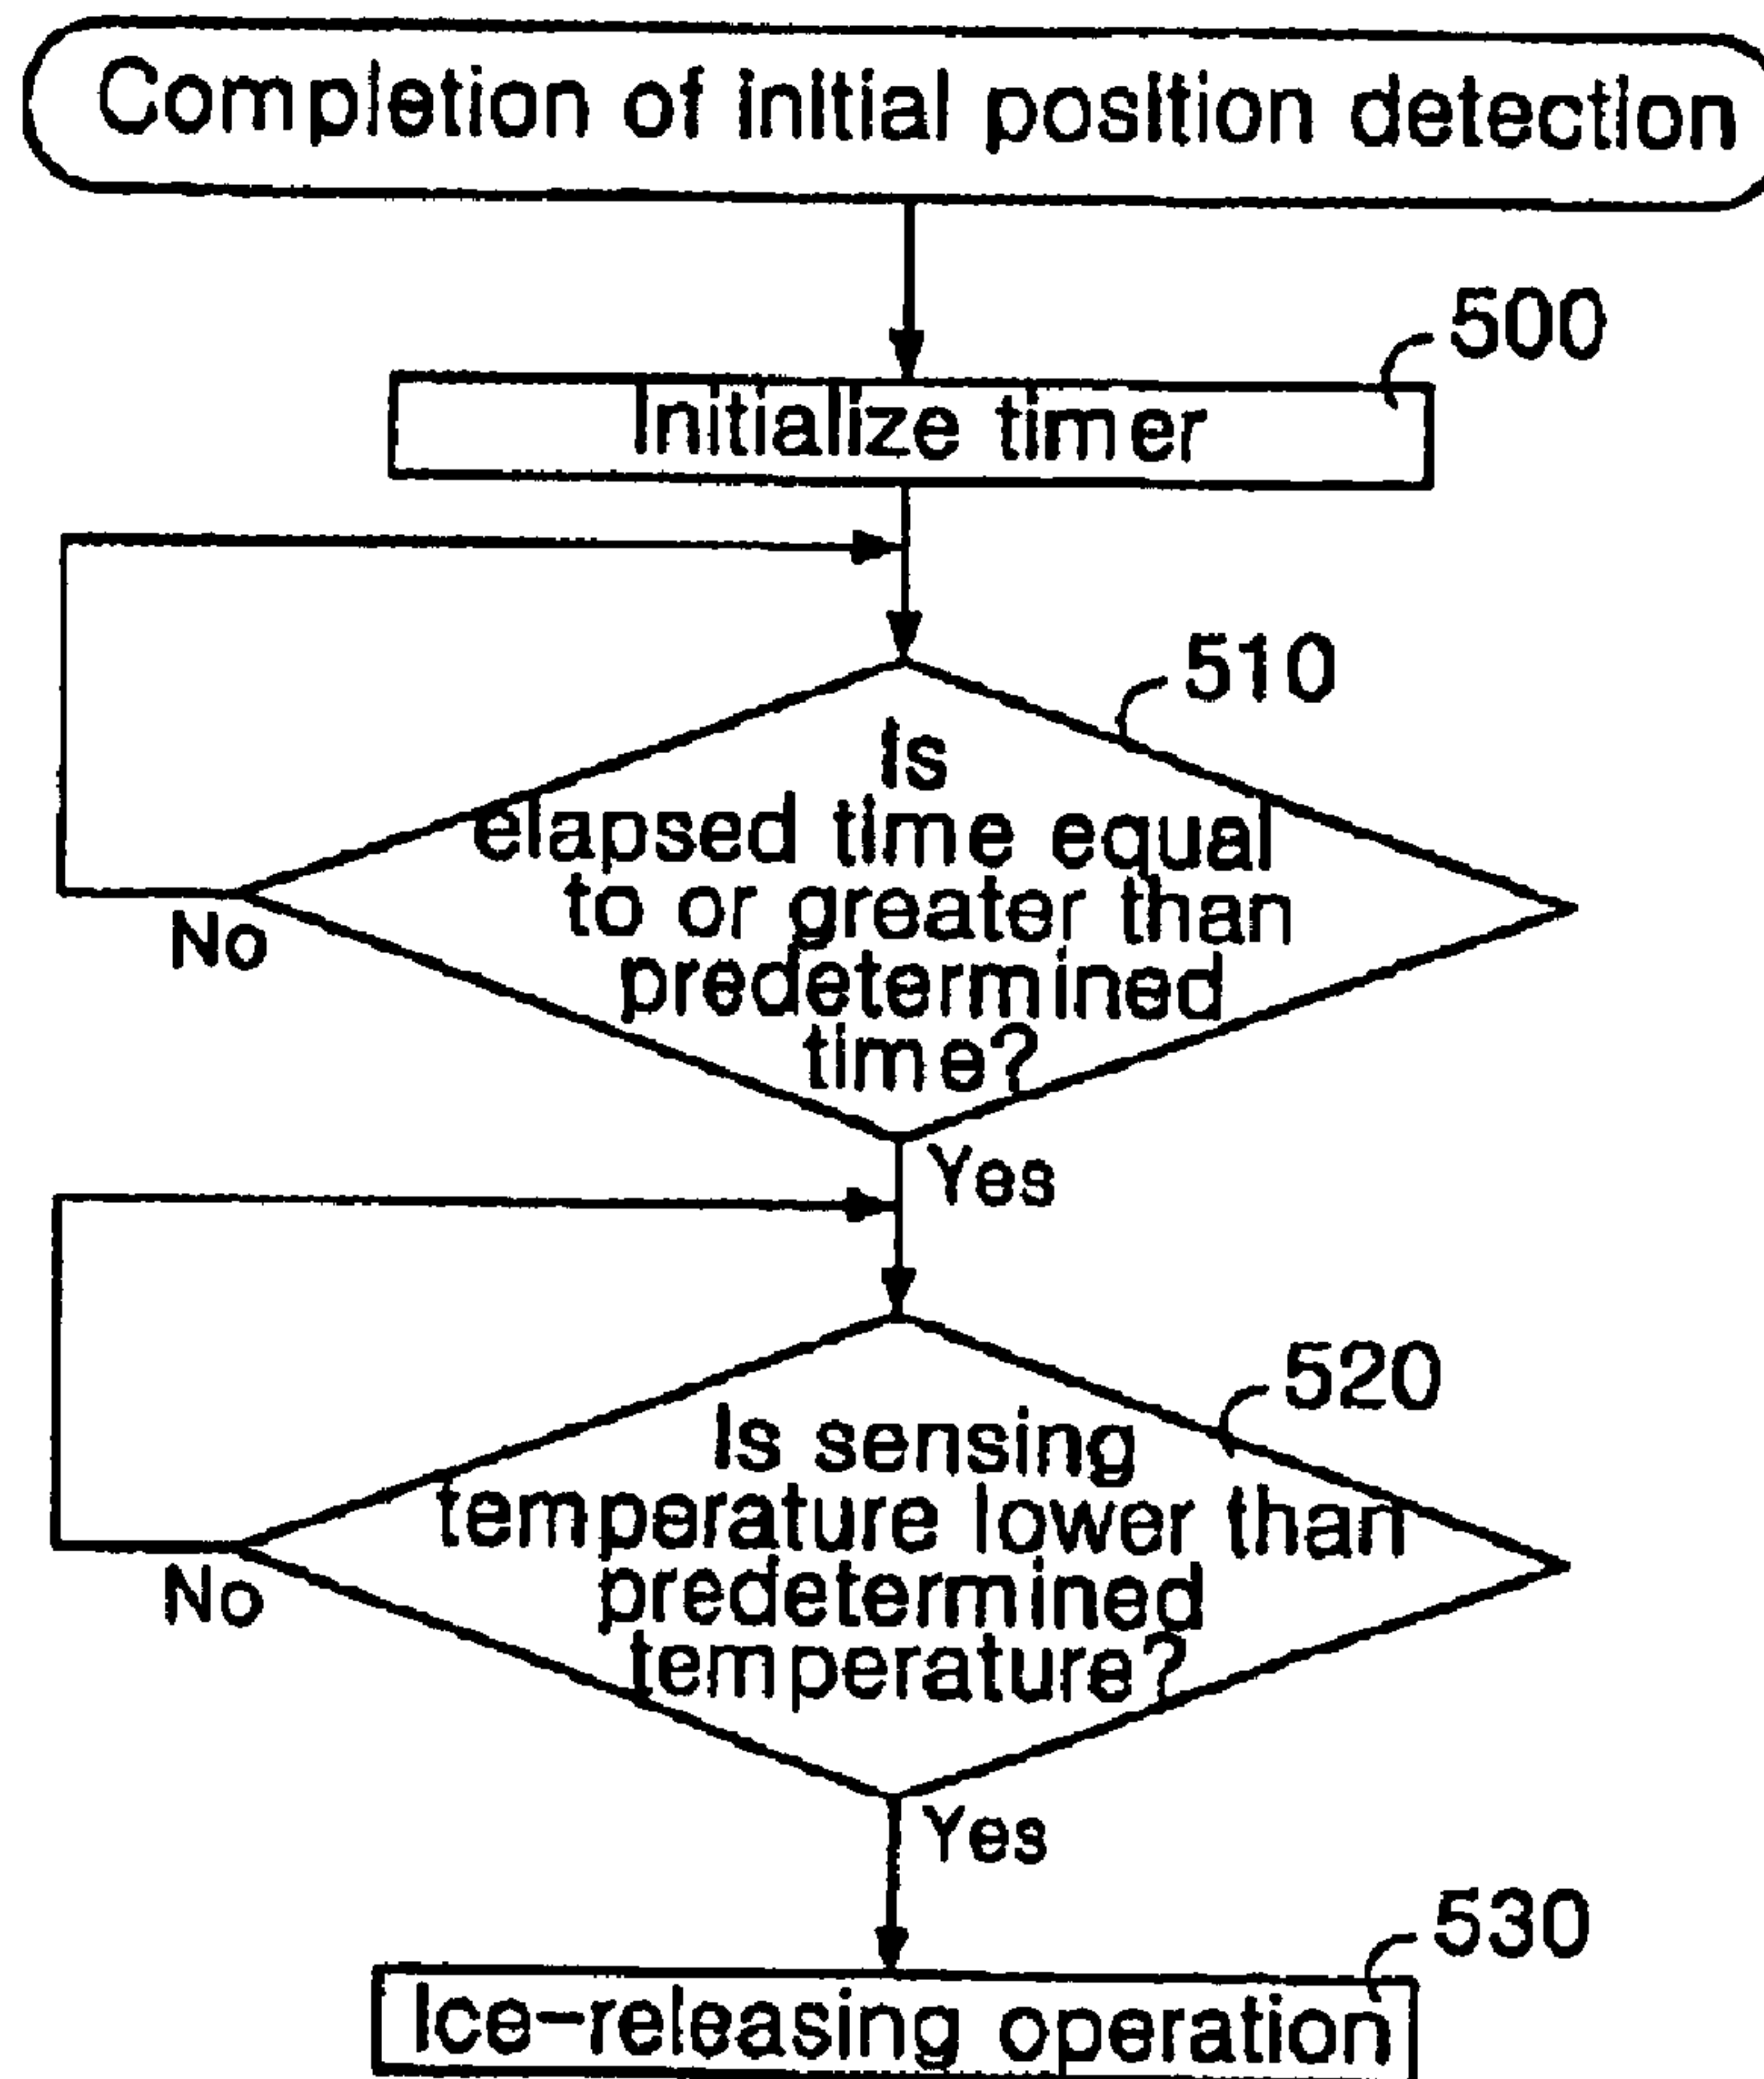 Completion of initial position detection
500
Initialize timer
510
Is
elapsed time equal
to or greater than
predetermined
time?
No
Yes
520
Is sensing
temperature lower than
predetermined
temperature?
No
Yes
530
Ice-releasing operation